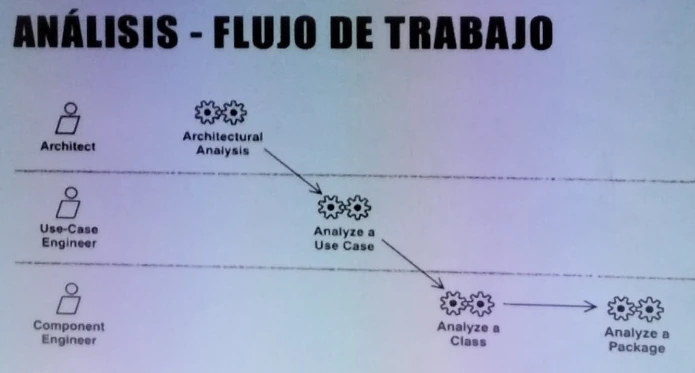 ANÁLISIS - FLUJO DE TRABAJO
Architect
Architectural
Analysis
Use-Case
Engineer
Analyze a
Use Case
Component
Engineer
Analyze a
Class
Analyze a
Package